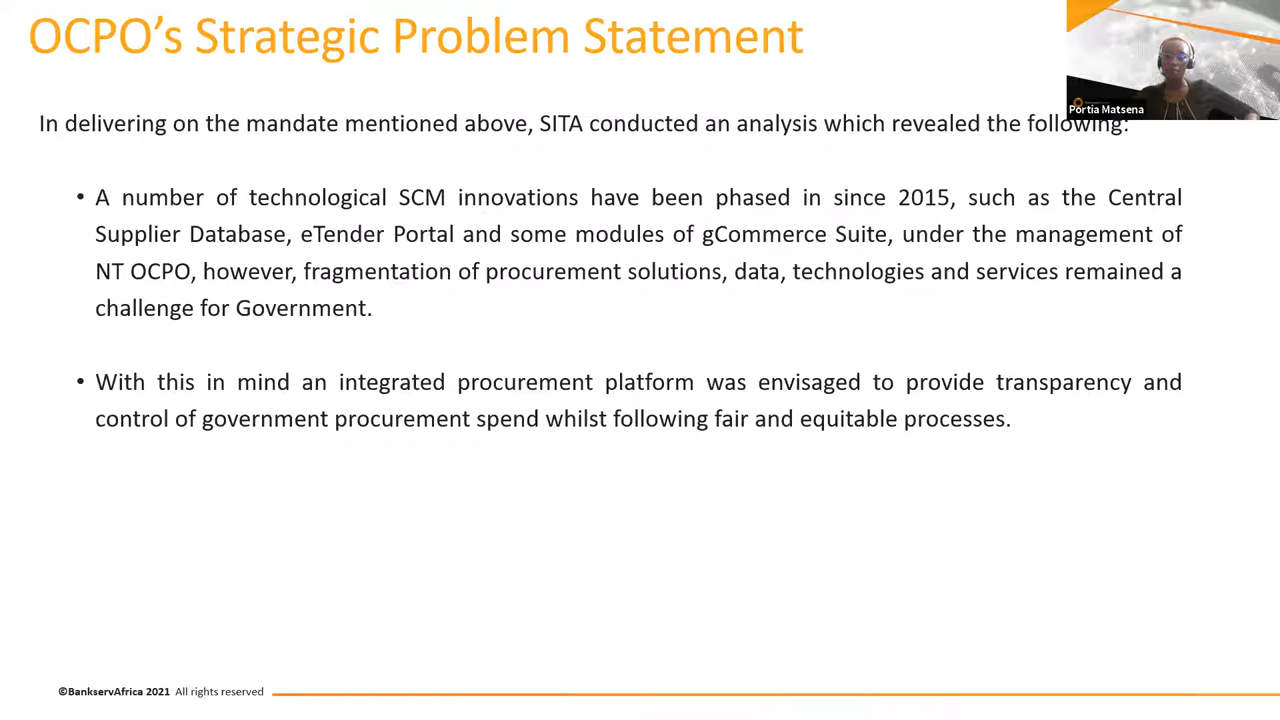 OCPO’s Strategic Problem Statement
Portia Matsena
In delivering on the mandate mentioned above, SITA conducted an analysis which revealed the following:
• A number of technological SCM innovations have been phased in since 2015, such as the Central
Supplier Database, eTender Portal and some modules of gCommerce Suite, under the management of
NT OCPO, however, fragmentation of procurement solutions, data, technologies and services remained a
challenge for Government.
• With this in mind an integrated procurement platform was envisaged to provide transparency and
control of government procurement spend whilst following fair and equitable processes.
©BankservAfrica 2021 All rights reserved